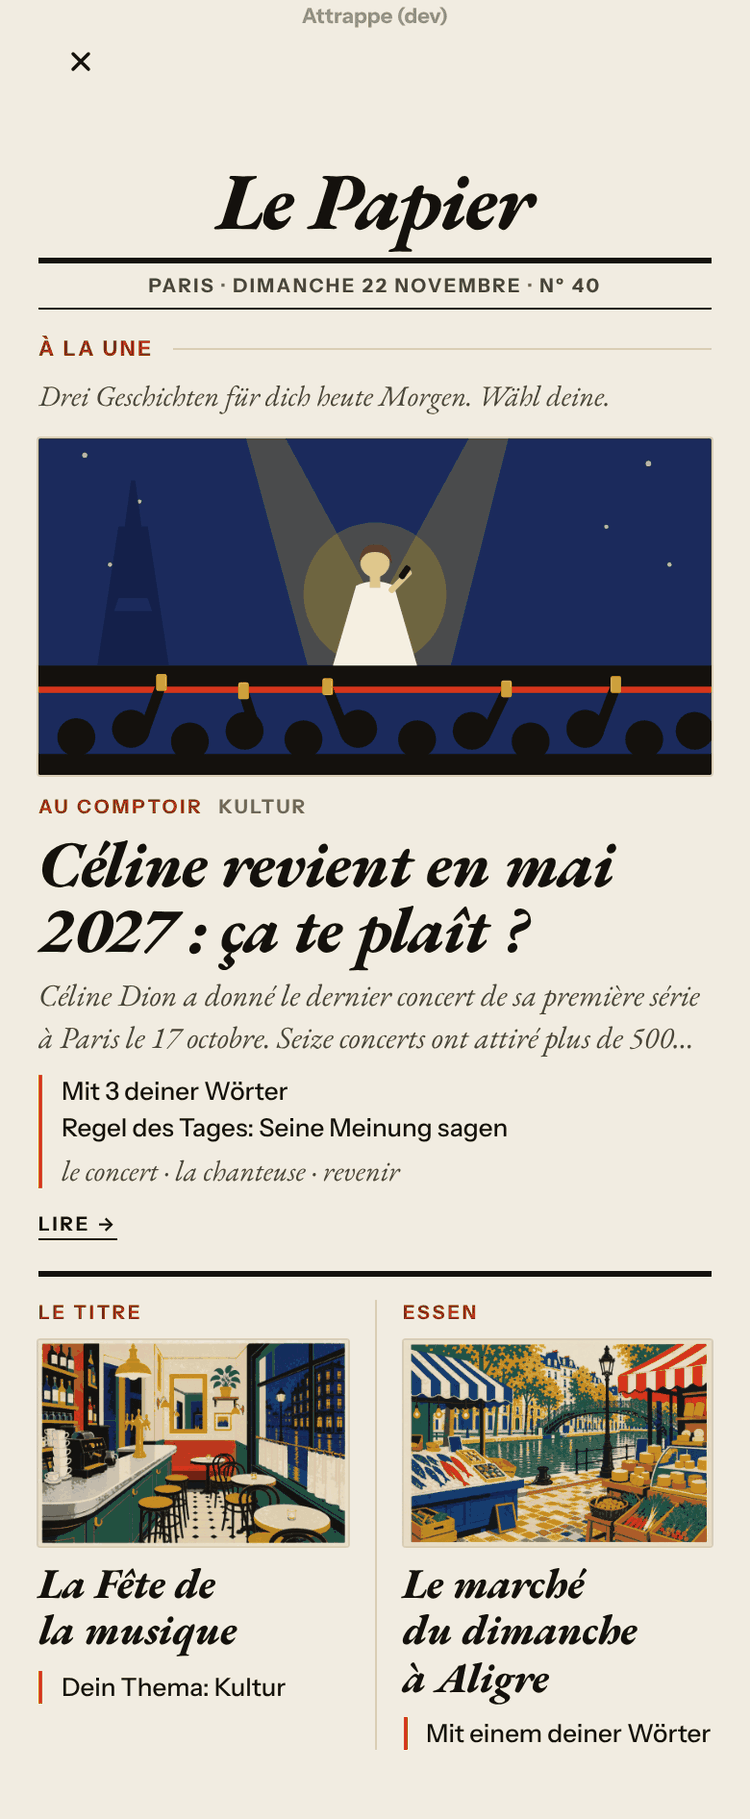 Attrappe (dev)
Le Papier
PARIS · DIMANCHE 22 NOVEMBRE · N° 40
À LA UNE
Drei Geschichten für dich heute Morgen. Wähl deine.
AU COMPTOIR KULTUR
Céline revient en mai
2027 : ça te plaît ?
Céline Dion a donné le dernier concert de sa première série
à Paris le 17 octobre. Seize concerts ont attiré plus de 500...
Mit 3 deiner Wörter
Regel des Tages: Seine Meinung sagen
le concert · la chanteuse · revenir
LIRE →
LE TITRE
La Fête de
la musique
Dein Thema: Kultur
ESSEN
Le marché
du dimanche
à Aligre
Mit einem deiner Wörter